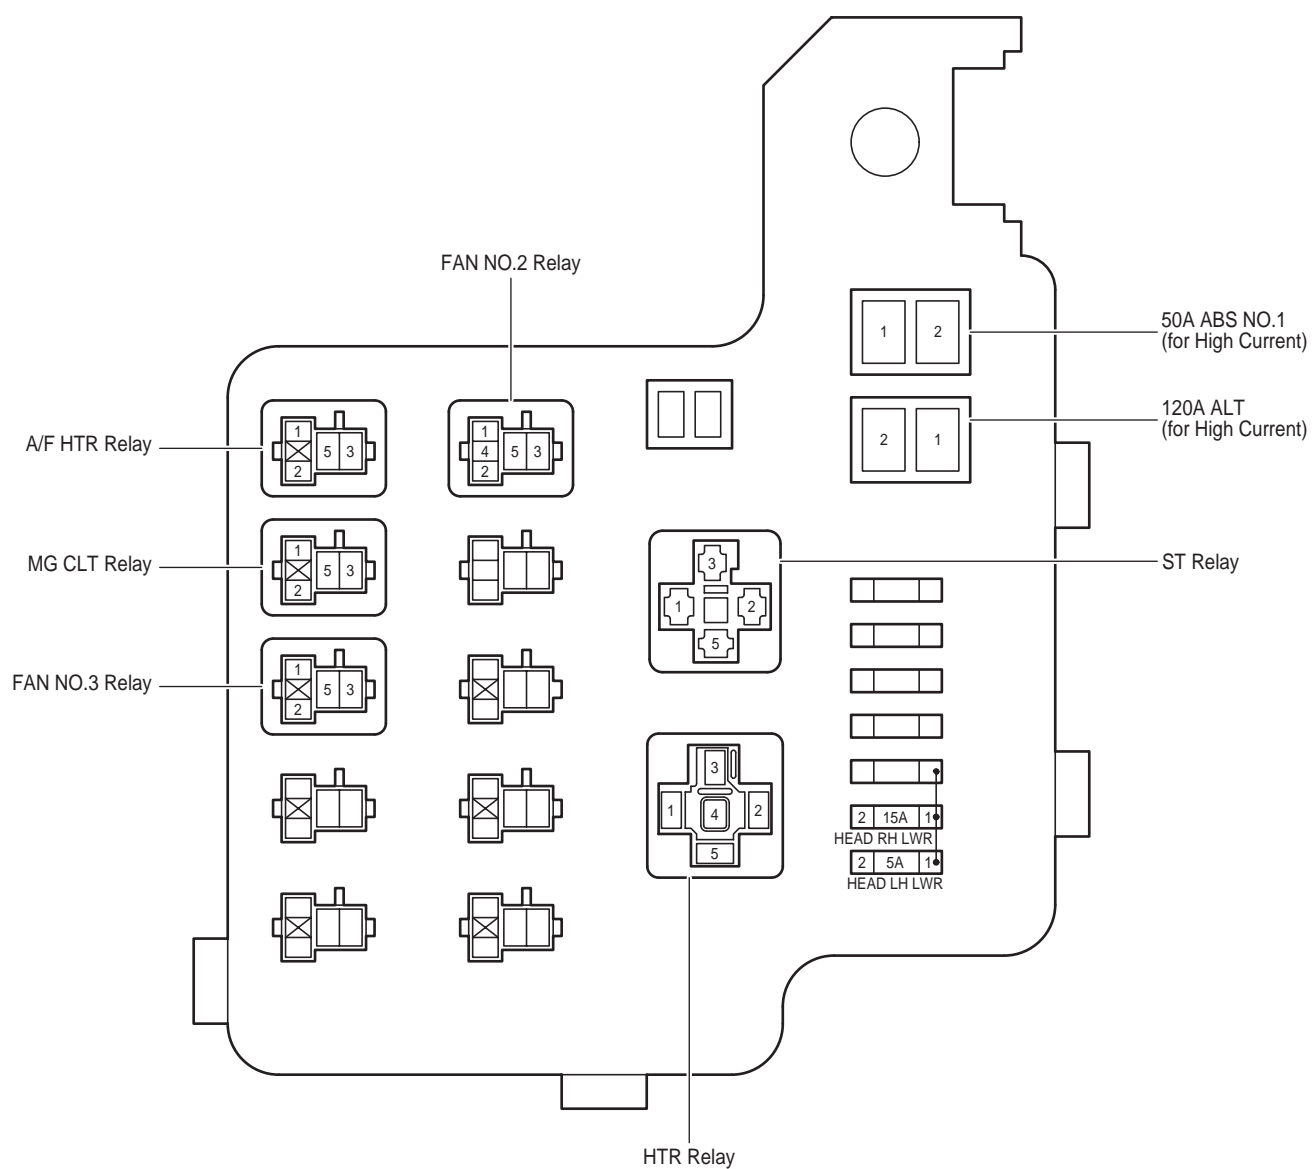 FAN NO.2 Relay
50A ABS NO.1
(for High Current)
1 2
120A ALT
(for High Current)
2 1
A/F HTR Relay
1
5 3
2
1
4 5 3
2
MG CLT Relay
1
5 3
2
ST Relay
3
1 2
5
FAN NO.3 Relay
1
5 3
2
3
1 4 2
5
2 15A 1
HEAD RH LWR
2 5A 1
HEAD LH LWR
HTR Relay